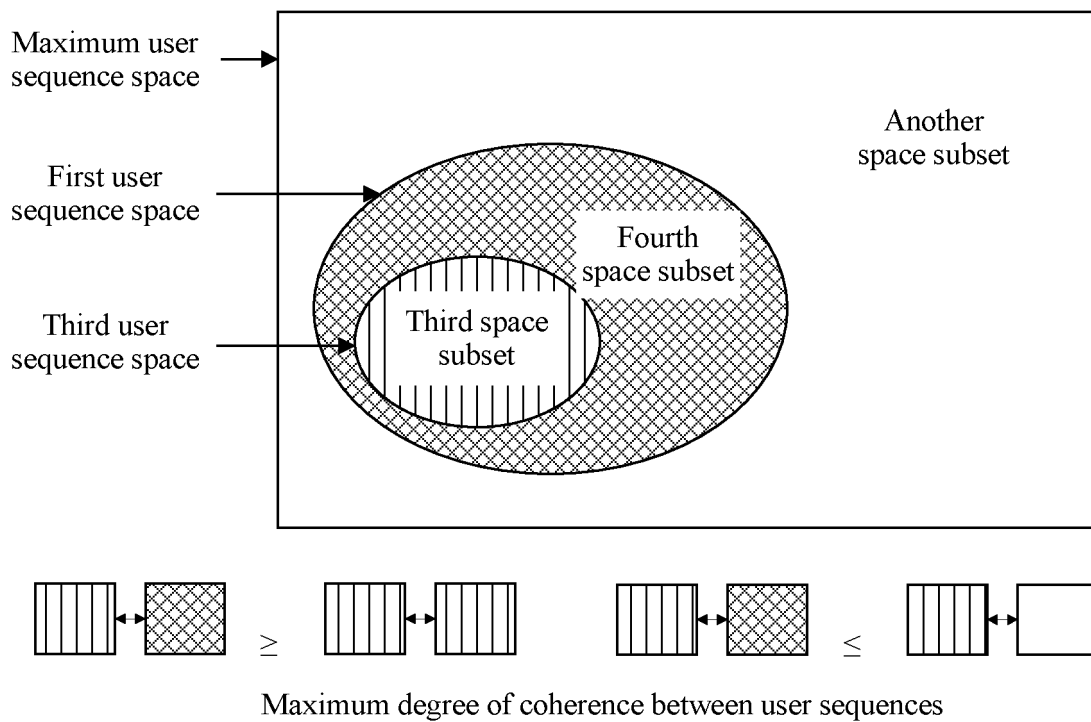 Maximum user
sequence space
Another
space subset
First user
sequence space
Fourth
space subset
Third user
sequence space
Third space
subset
≥
≤
Maximum degree of coherence between user sequences